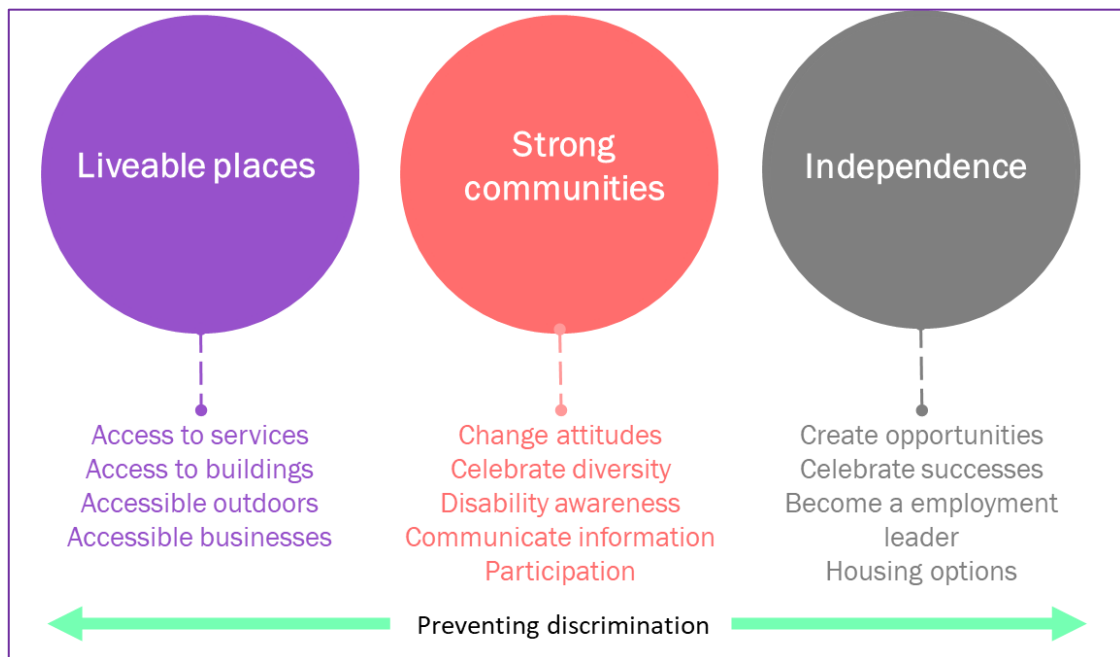 Liveable places
Access to services
Access to buildings
Accessible outdoors
Accessible businesses
Strong
communities
Change attitudes
Celebrate diversity
Disability awareness
Communicate information
Participation
Independence
Create opportunities
Celebrate successes
Become a employment
leader
Housing options
Preventing discrimination